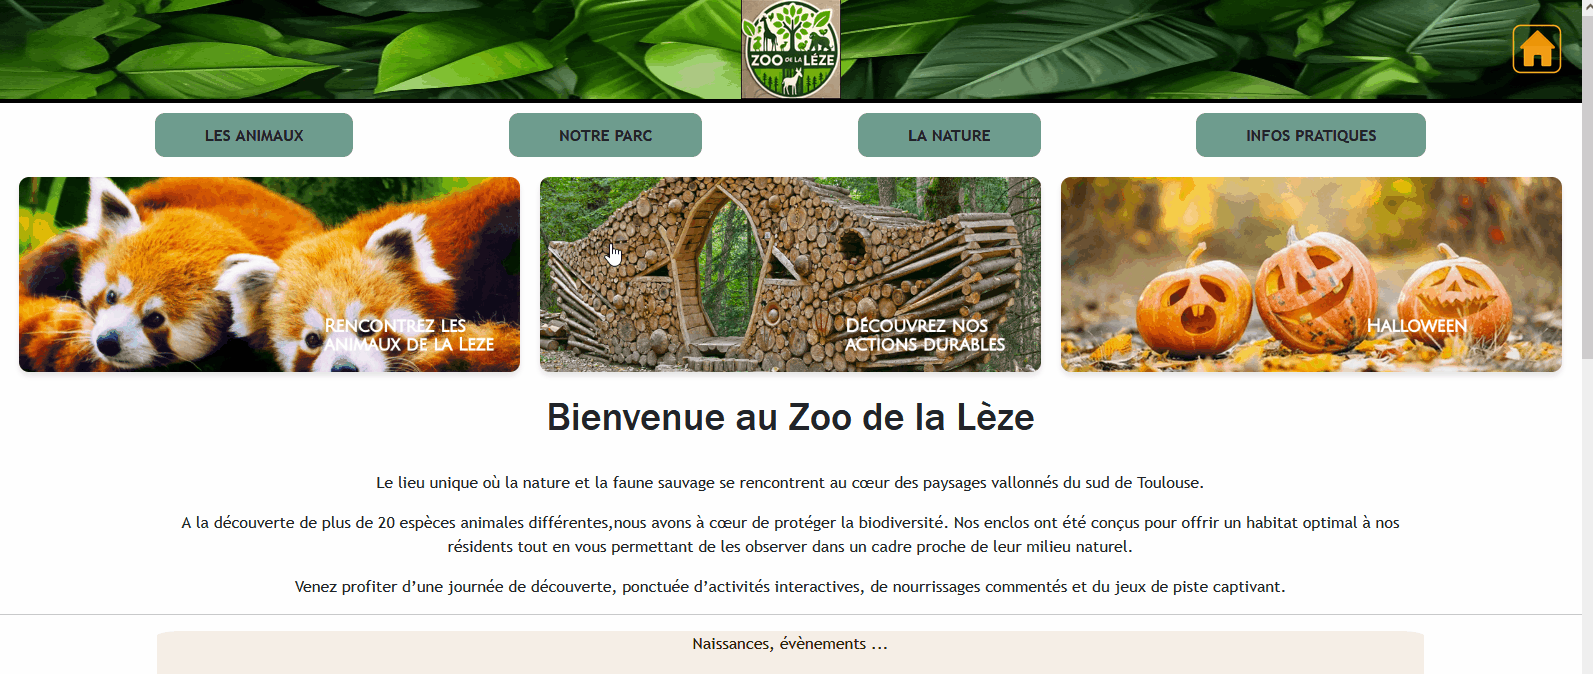 ZOO DE LA LÉZE
LES ANIMAUX
NOTRE PARC
LA NATURE
INFOS PRATIQUES
RENCONTREZ LES
ANIMAUX DE LA LEZE
DÉCOUVREZ NOS
ACTIONS DURABLES
HALLOWEEN
Bienvenue au Zoo de la Lèze
Le lieu unique où la nature et la faune sauvage se rencontrent au cœur des paysages vallonnés du sud de Toulouse.
A la découverte de plus de 20 espèces animales différentes,nous avons à cœur de protéger la biodiversité. Nos enclos ont été conçus pour offrir un habitat optimal à nos
résidents tout en vous permettant de les observer dans un cadre proche de leur milieu naturel.
Venez profiter d’une journée de découverte, ponctuée d’activités interactives, de nourrissages commentés et du jeux de piste captivant.
Naissances, évènements ...